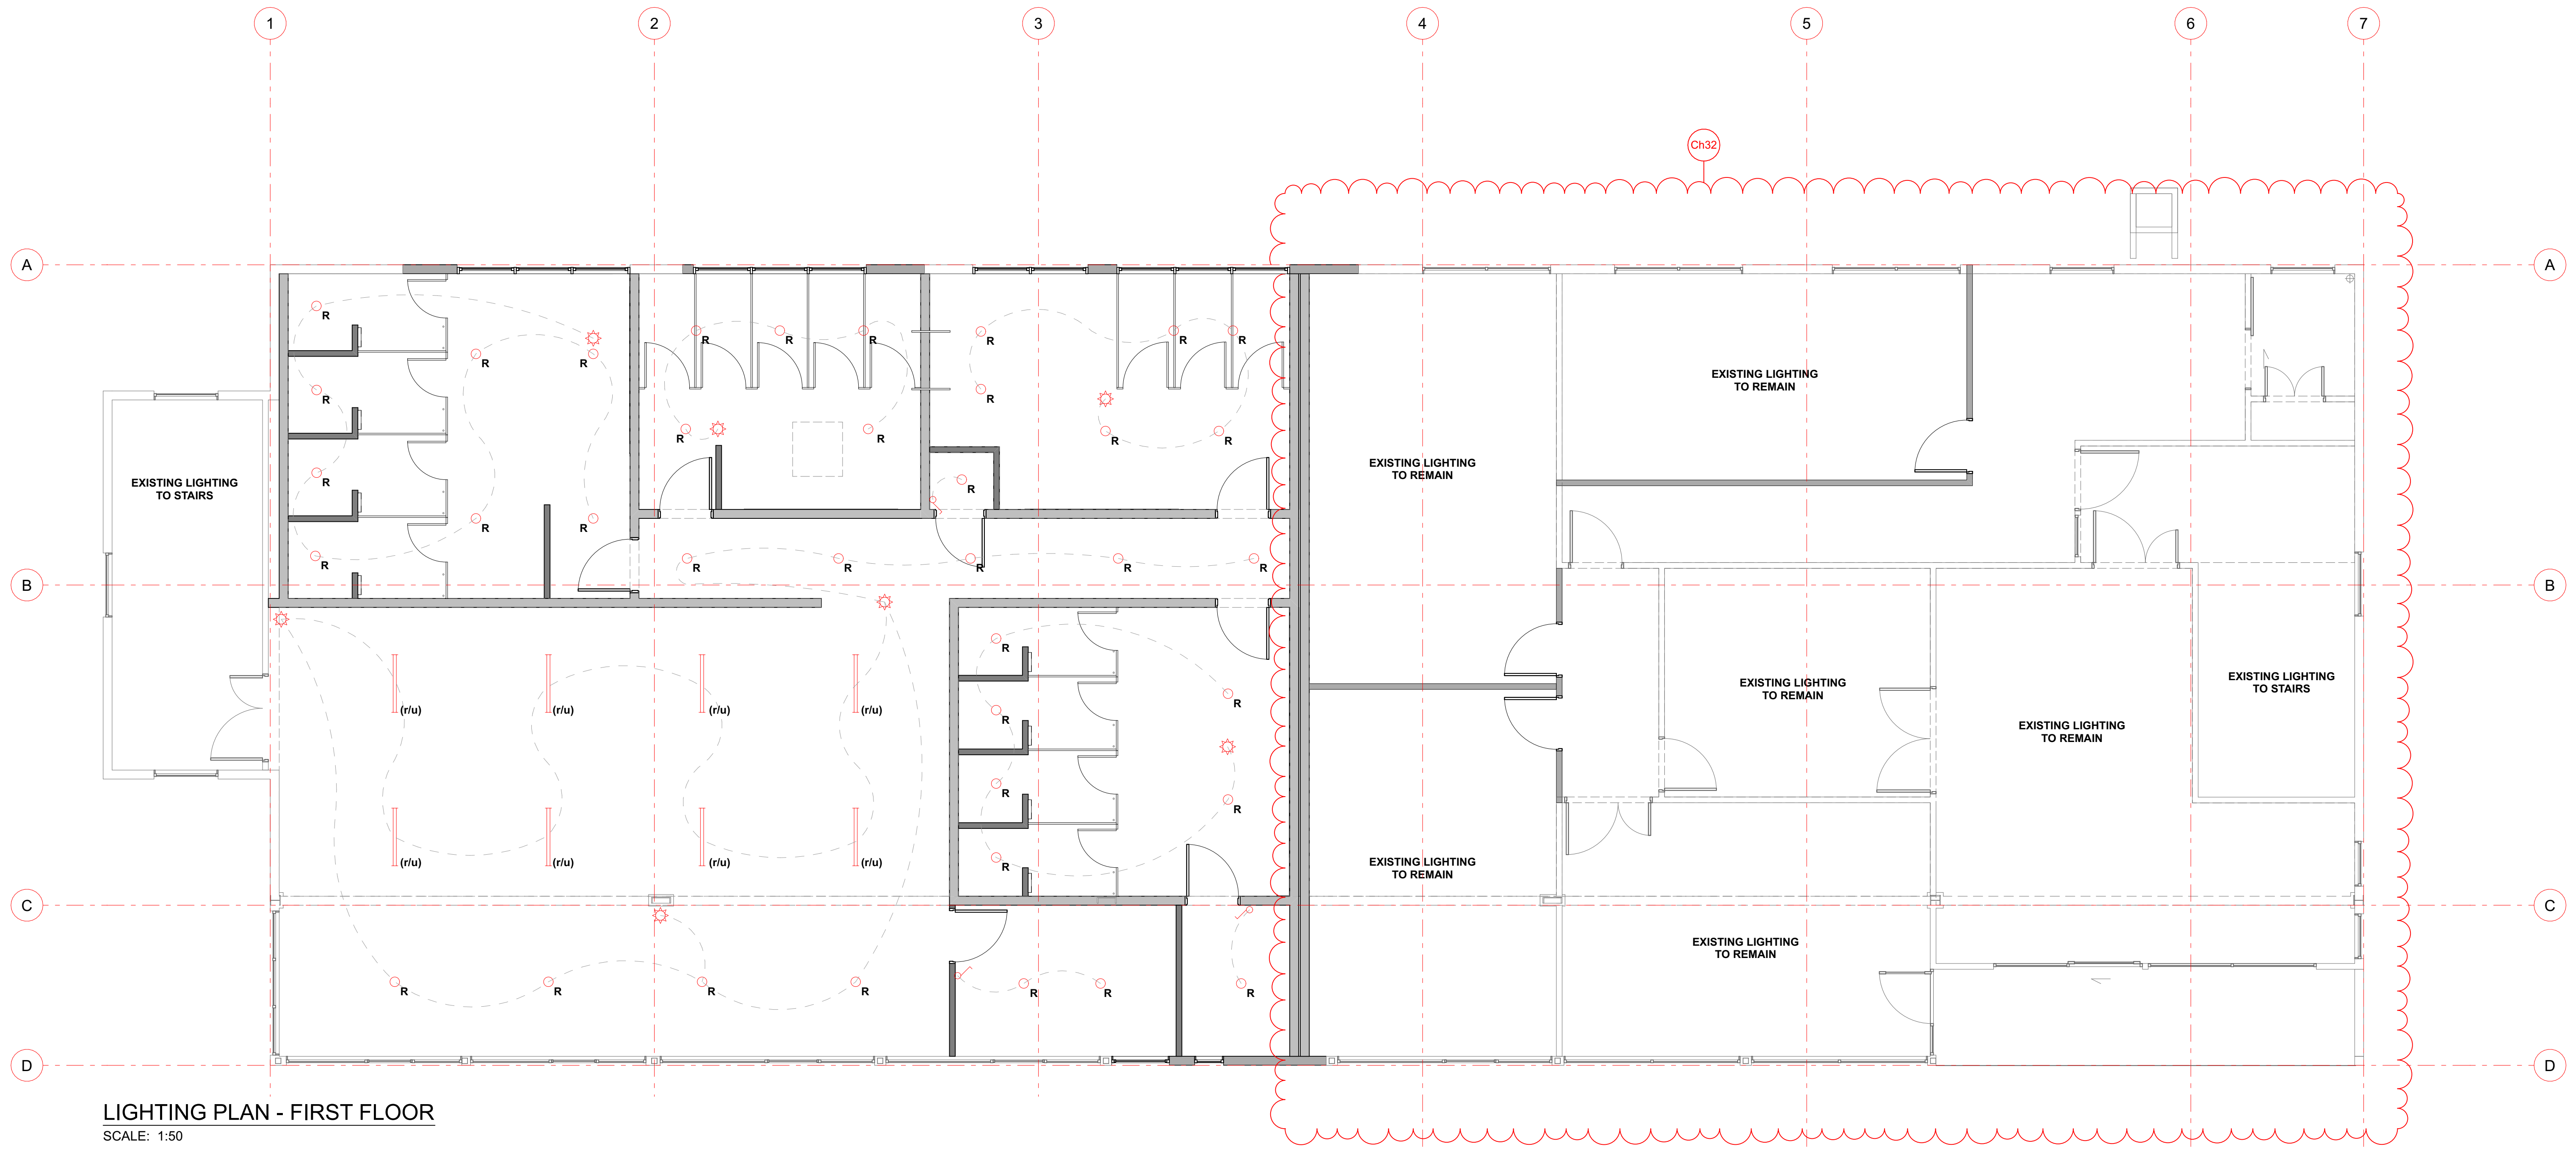 1
2
3
4
5
6
7
Ch32
A
A
R
R
R
R
R
R
R
R
R
R
EXISTING LIGHTING
TO REMAIN
R
R
R
R
R
R
EXISTING LIGHTING
TO REMAIN
EXISTING LIGHTING
TO STAIRS
R
R
R
R
R
R
R
R
R
R
B
B
R
R
R
EXISTING LIGHTING
TO STAIRS
EXISTING LIGHTING
TO REMAIN
(r/u)
(r/u)
(r/u)
(r/u)
R
EXISTING LIGHTING
TO REMAIN
R
R
(r/u)
(r/u)
(r/u)
(r/u)
R
EXISTING LIGHTING
TO REMAIN
C
C
EXISTING LIGHTING
TO REMAIN
R
R
R
R
R
R
R
D
D
LIGHTING PLAN - FIRST FLOOR
SCALE: 1:50